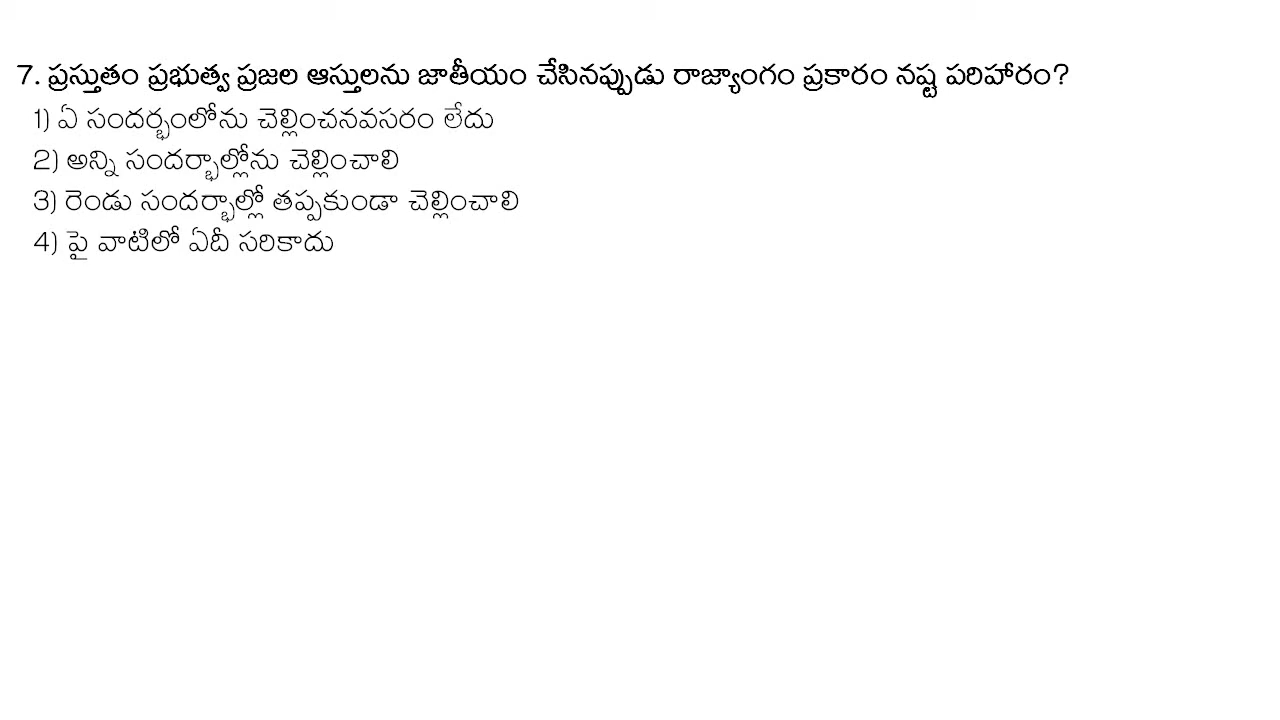 7. ప్రస్తుతం ప్రభుత్వ ప్రజల ఆస్తులను జాతీయం చేసినప్పుడు రాజ్యాంగం ప్రకారం నష్ట పరిహారం?
1) ఏ సందర్భంలోను చెల్లించనవసరం లేదు
2) అన్ని సందర్భాల్లోను చెల్లించాలి
3) రెండు సందర్భాల్లో తప్పకుండా చెల్లించాలి
4) పై వాటిలో ఏదీ సరికాదు